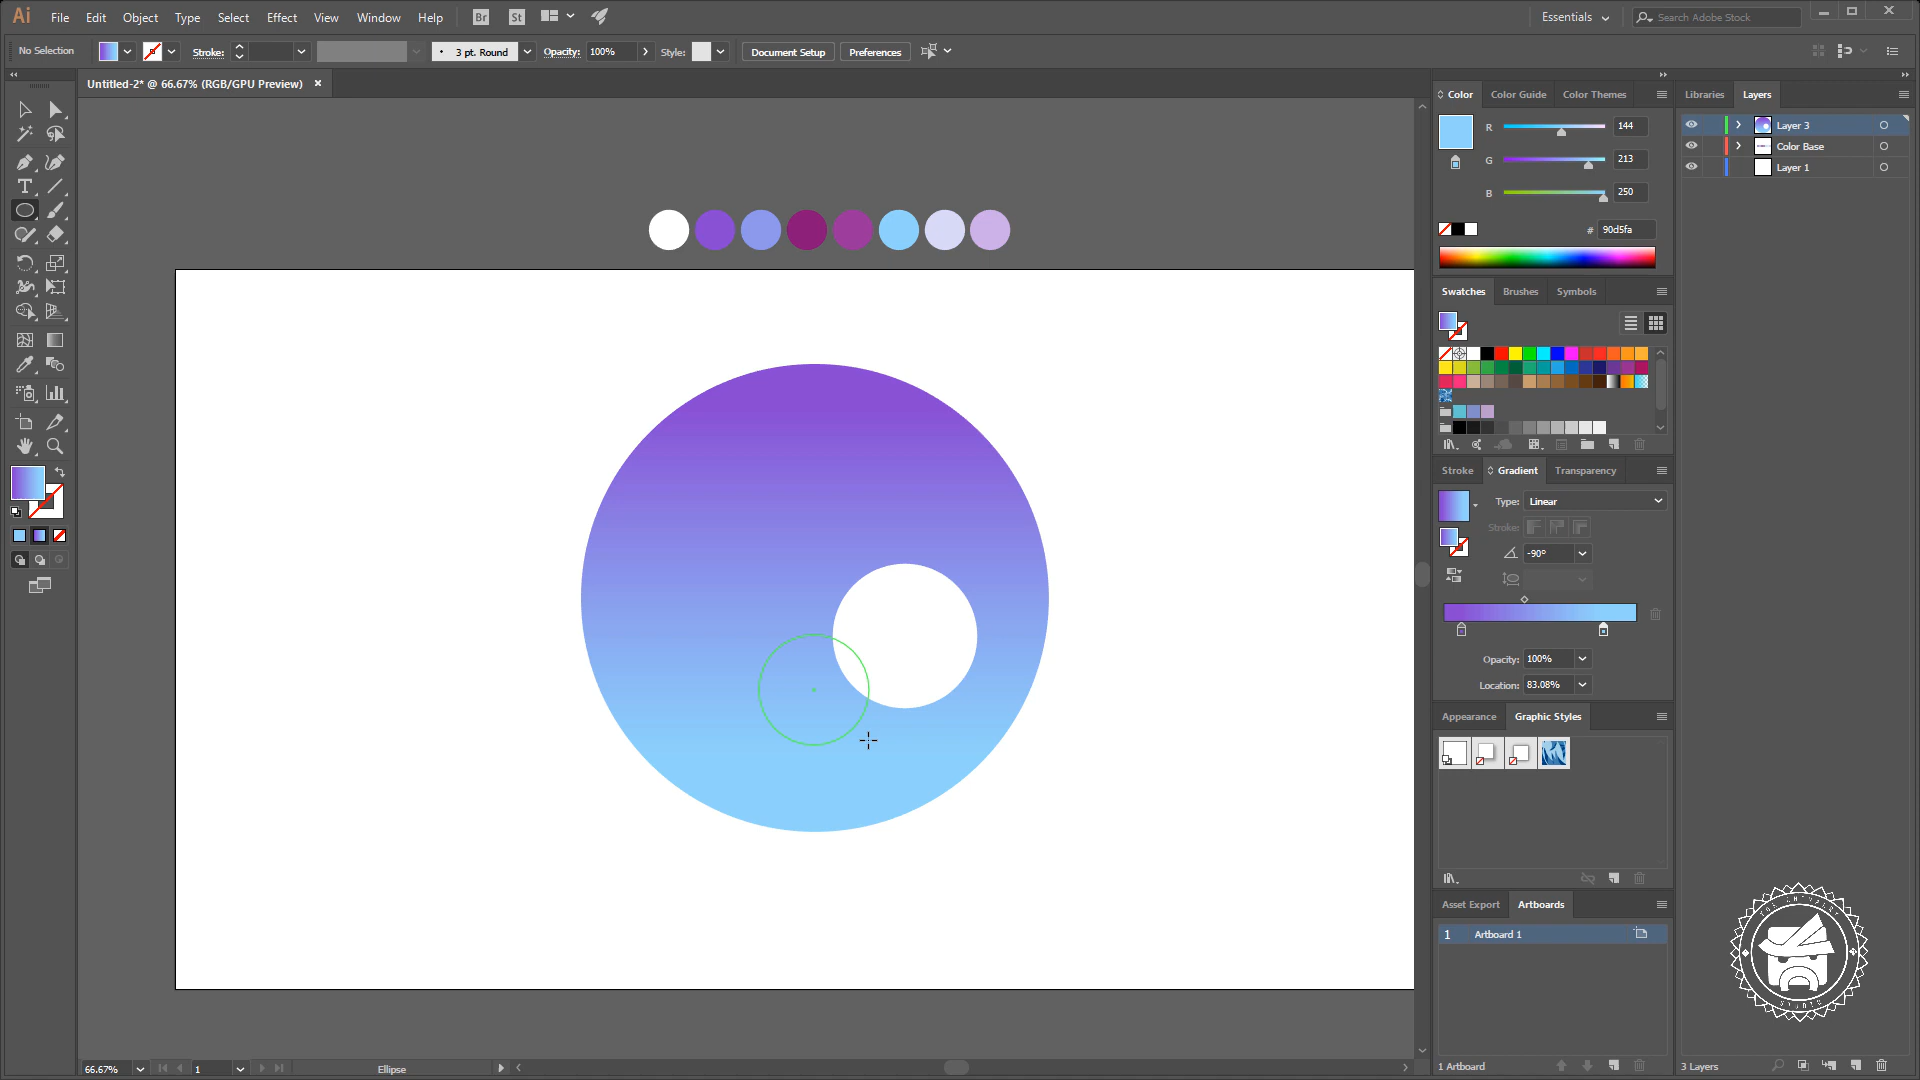 Ai File Edit Object Type Select Effect View Window Help Br St Essentials Search Adobe Stock
No Selection Stroke: 3 pt. Round Opacity: 100% Style: Document Setup Preferences
Untitled-2* @ 66.67% (RGB/GPU Preview)
Color Color Guide Color Themes
R 144
G 213
B 250
# 90d5fa
Swatches Brushes Symbols
Stroke Gradient Transparency
Type: Linear
Stroke:
-90°
Opacity: 100%
Location: 83.08%
Appearance Graphic Styles
Asset Export Artboards
1 Artboard 1
1 Artboard
Libraries Layers
Layer 3
Color Base
Layer 1
STUDIO
3 Layers
66.67% 1 Ellipse